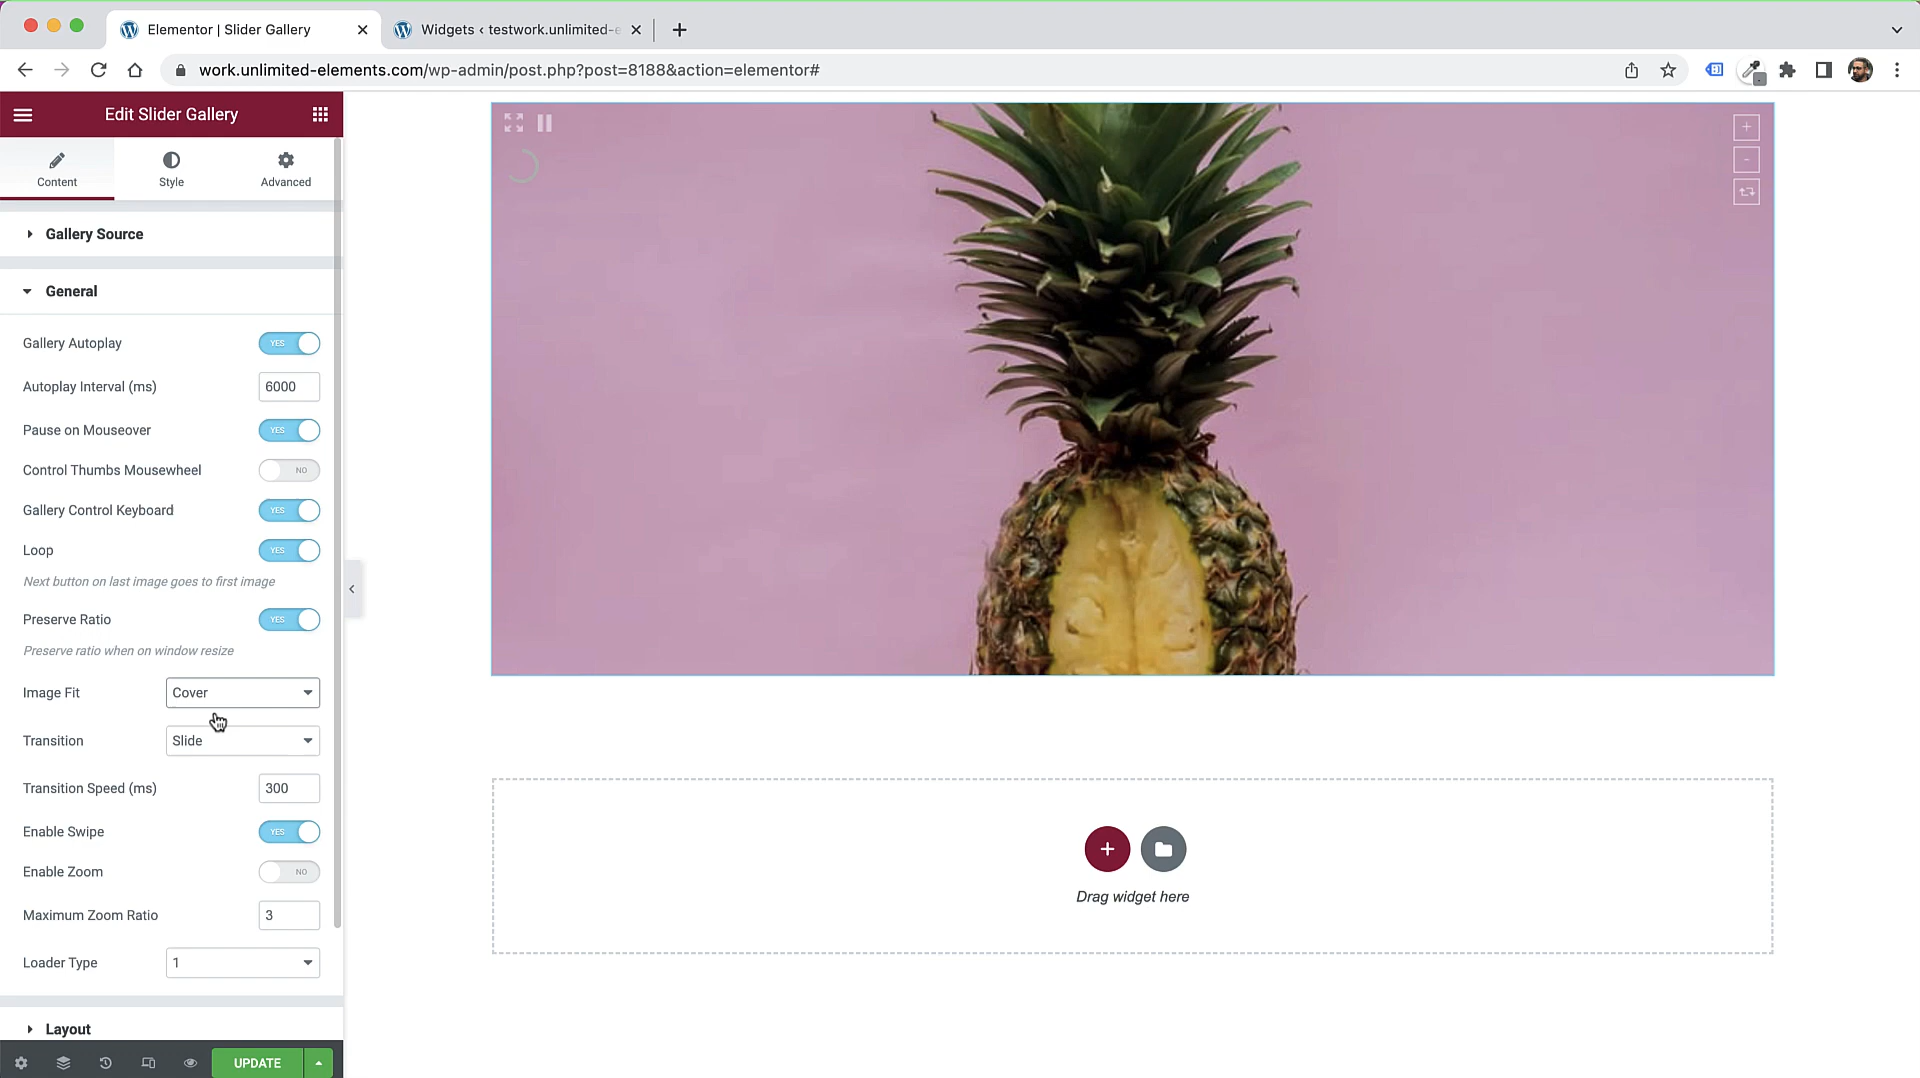 Elementor | Slider Gallery
Widgets ‹ testwork.unlimited-e
work.unlimited-elements.com/wp-admin/post.php?post=8188&action=elementor#
Edit Slider Gallery
Content
Style
Advanced
Gallery Source
General
Gallery Autoplay YES
Autoplay Interval (ms) 6000
Pause on Mouseover YES
Control Thumbs Mousewheel NO
Gallery Control Keyboard YES
Loop YES
Next button on last image goes to first image
Preserve Ratio YES
Preserve ratio when on window resize
Image Fit Cover
Transition Slide
Transition Speed (ms) 300
Enable Swipe YES
Enable Zoom NO
Maximum Zoom Ratio 3
Loader Type 1
Layout
UPDATE
Drag widget here